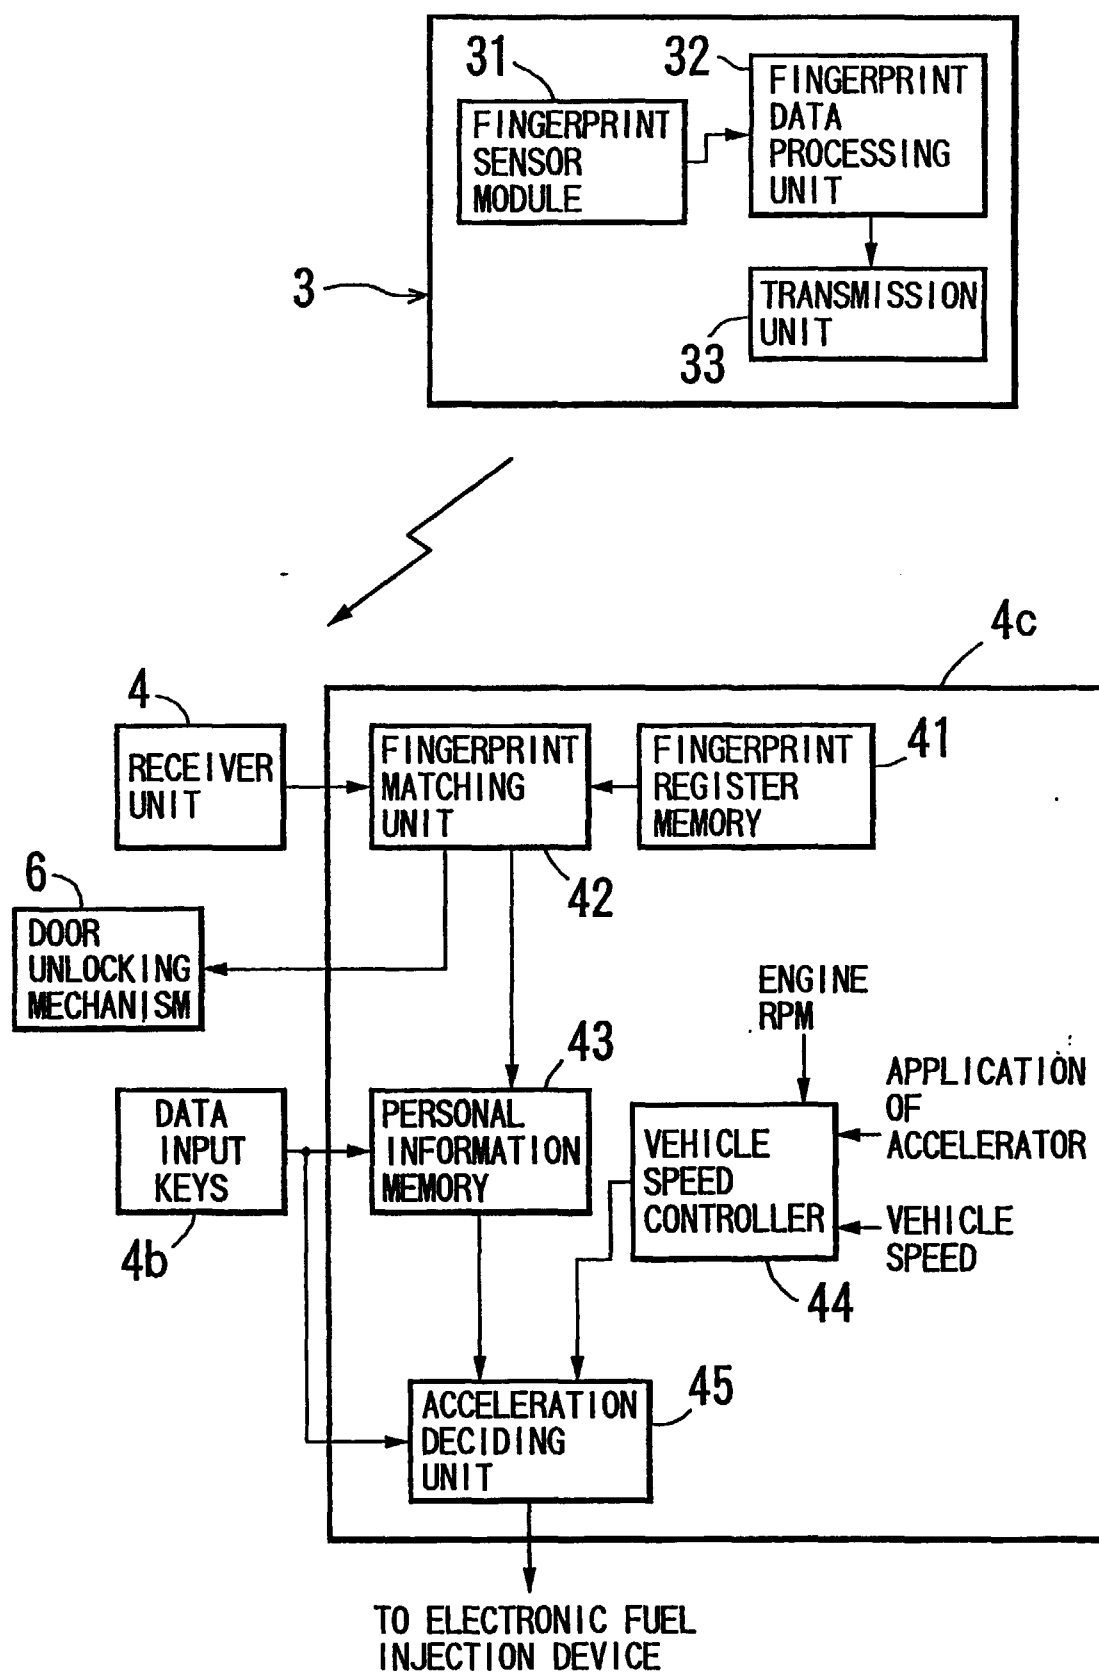 31
FINGERPRINT
SENSOR
MODULE
32
FINGERPRINT
DATA
PROCESSING
UNIT
3
TRANSMISSION
UNIT
33
4c
4
RECEIVER
UNIT
FINGERPRINT
MATCHING
UNIT
42
FINGERPRINT
REGISTER
MEMORY
41
6
DOOR
UNLOCKING
MECHANISM
ENGINE
RPM
43
APPLICATION
OF
ACCELERATOR
DATA
INPUT
KEYS
4b
PERSONAL
INFORMATION
MEMORY
VEHICLE
SPEED
CONTROLLER
VEHICLE
SPEED
44
ACCELERATION
DECIDING
UNIT
45
TO ELECTRONIC FUEL
INJECTION DEVICE